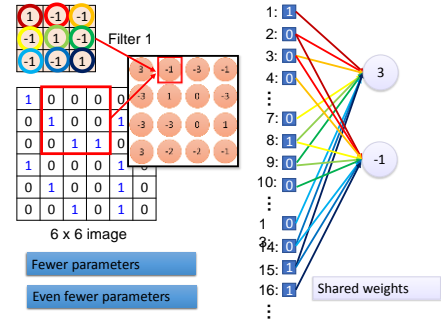 1 -1 -1
-1 1 -1
-1 -1 1
Filter 1
3 -1 -3 -1
-3 1 0 -3
-3 -3 0 1
3 -2 -2 -1
1 0 0 0 0
0 1 0 0 1
0 0 1 1 0
1 0 0 0 1 0
0 1 0 0 1 0
0 0 1 0 1 0
6 x 6 image
Fewer parameters
Even fewer parameters
1: 1
2: 0
3: 0
4: 0
⋮
7: 0
8: 1
9: 0
10: 0
⋮
13: 0
14: 0
15: 1
16: 1
⋮
3
-1
Shared weights